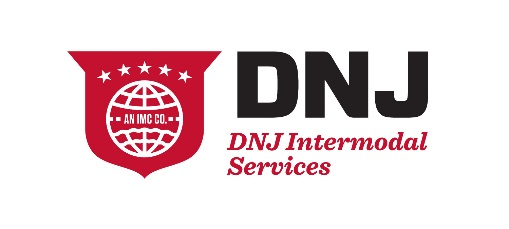 AN IMC CO.
DNJ
DNJ Intermodal
Services